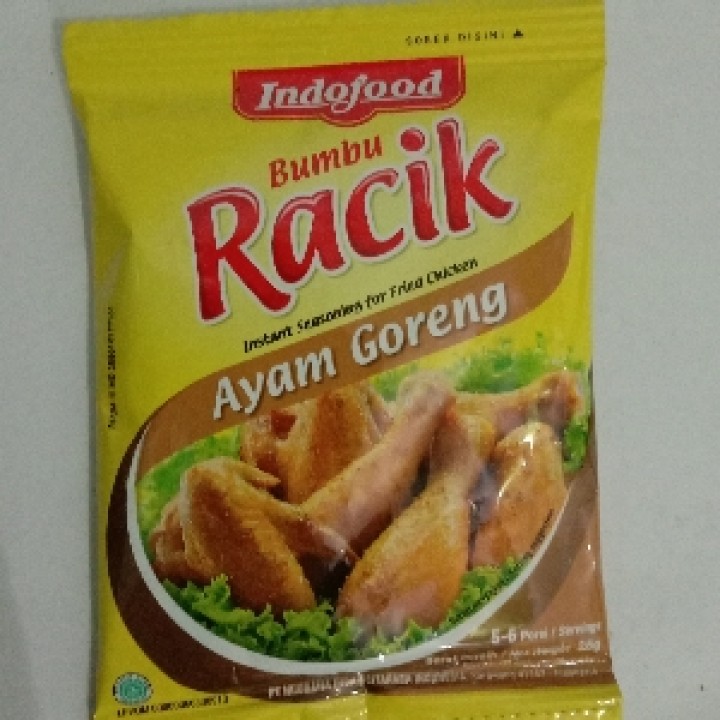 SOBEK DISINI
Indofood
Bumbu
Racik
Instant Seasoning for Fried Chicken
Ayam Goreng
5-6 Porsi / Servings